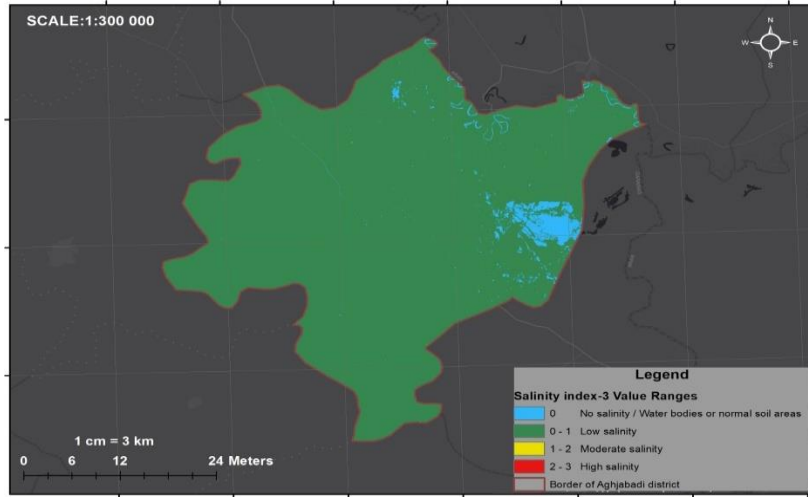 SCALE:1:300 000
N
W E
S
1 cm = 3 km
0 6 12 24 Meters
Legend
Salinity index-3 Value Ranges
0 No salinity / Water bodies or normal soil areas
0 - 1 Low salinity
1 - 2 Moderate salinity
2 - 3 High salinity
Border of Aghjabadi district